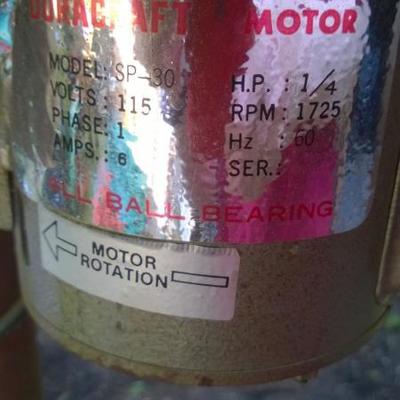 DURACRAFT MOTOR
MODEL: SP-30 H.P. : 1/4
VOLTS : 115 RPM : 1725
PHASE: 1 Hz : 60
AMPS. : 6 SER.:
ALL BALL BEARING
MOTOR
ROTATION